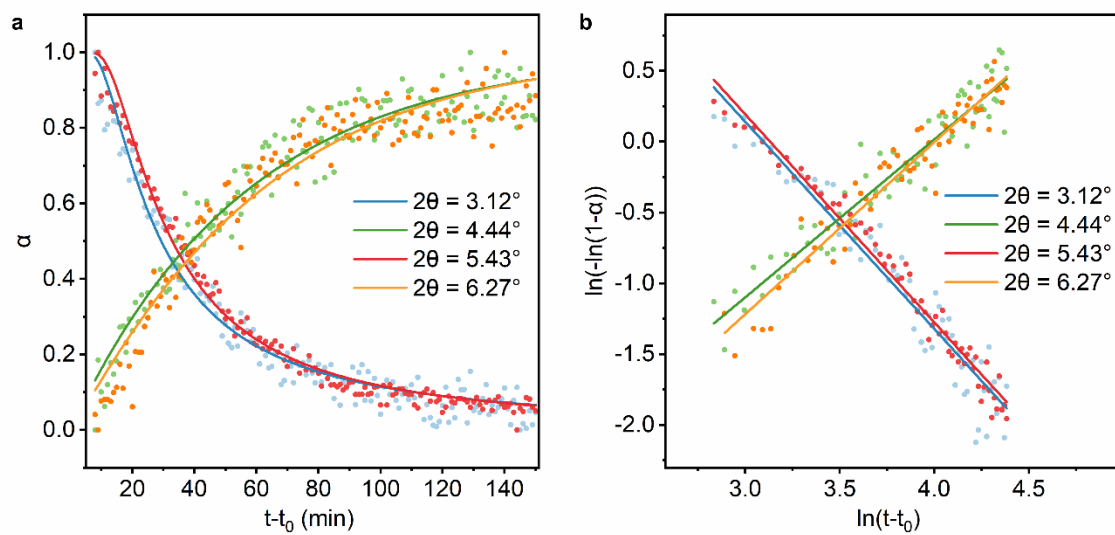 a
α
1.0
0.8
0.6
0.4
0.2
0.0
2θ = 3.12°
2θ = 4.44°
2θ = 5.43°
2θ = 6.27°
20 40 60 80 100 120 140
t-t₀ (min)
b
ln(-ln(1-α))
0.5
0.0
-0.5
-1.0
-1.5
-2.0
2θ = 3.12°
2θ = 4.44°
2θ = 5.43°
2θ = 6.27°
3.0 3.5 4.0 4.5
ln(t-t₀)